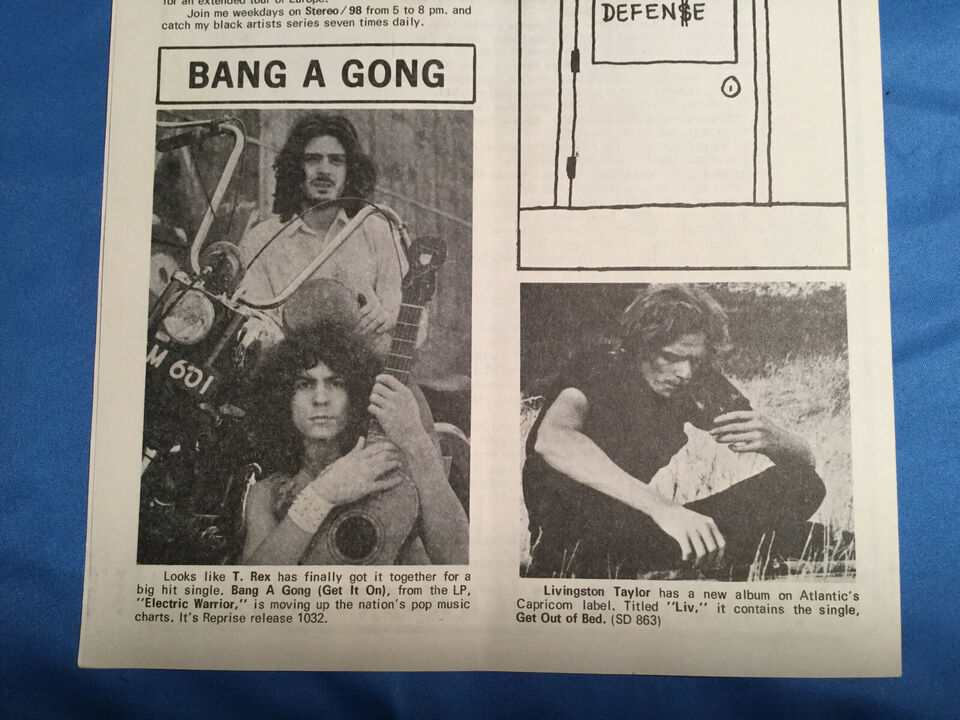 for an extended tour of Europe.
Join me weekdays on Stereo/98 from 5 to 8 pm. and
catch my black artists series seven times daily.
BANG A GONG
M 601
Looks like T. Rex has finally got it together for a
big hit single. Bang A Gong (Get It On), from the LP,
"Electric Warrior," is moving up the nation's pop music
charts. It's Reprise release 1032.
DEFEN$E
Livingston Taylor has a new album on Atlantic's
Capricorn label. Titled "Liv," it contains the single,
Get Out of Bed. (SD 863)